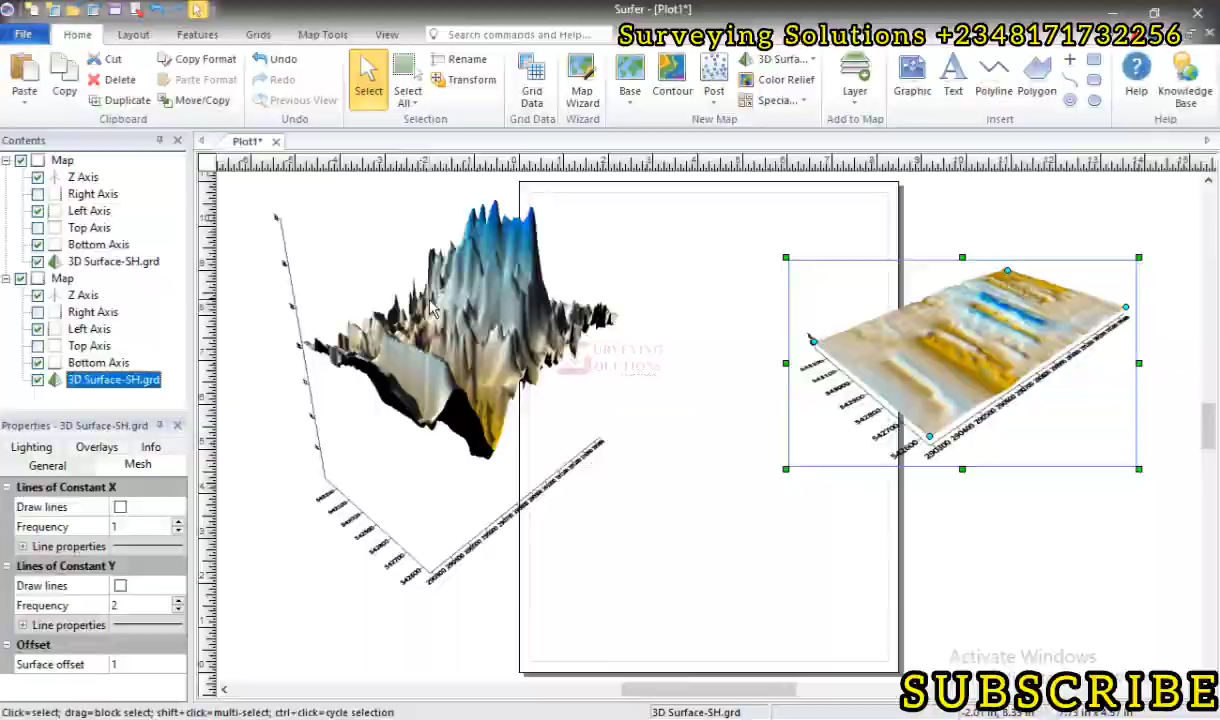 Surfer - [Plot1*]
Surveying Solutions +2348171732256
File Home Layout Features Grids Map Tools View Search commands and Help...
Paste Copy Cut Delete Duplicate Copy Format Paste Format Move/Copy
Clipboard
Undo Redo Previous View
Undo
Select Select All Rename Transform
Selection
Grid Data
Grid Data
Map Wizard
Wizard
Base Contour Post 3D Surfa... Color Relief Specia...
New Map
Layer
Add to Map
Graphic Text Polyline Polygon
Insert
Help Knowledge Base
Help
Contents
Plot1*
Map
Z Axis
Right Axis
Left Axis
Top Axis
Bottom Axis
3D Surface-SH.grd
Map
Z Axis
Right Axis
Left Axis
Top Axis
Bottom Axis
3D Surface-SH.grd
Properties - 3D Surface-SH.grd
Lighting Overlays Info
General Mesh
Lines of Constant X
Draw lines
Frequency 1
Line properties
Lines of Constant Y
Draw lines
Frequency 2
Line properties
Offset
Surface offset 1
URVEYING
OLUTIONS
Activate Windows
SUBSCRIBE
Click=select; drag=block select; shift+click=multi-select; ctrl+click=cycle selection
3D Surface-SH.grd